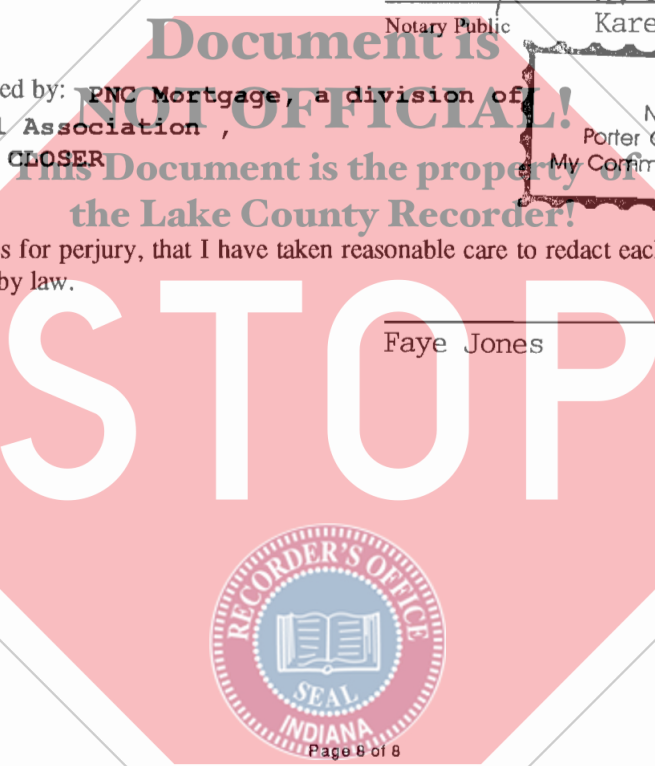 Document is
Notary Public Kare
NOT OFFICIAL!
ed by: PNC Mortgage, a division of
l Association ,
CLOSER
N
Porter C
My Comm
This Document is the property of
the Lake County Recorder!
s for perjury, that I have taken reasonable care to redact eac
by law.
Faye Jones
STOP
RECORDER'S OFFICE
SEAL
INDIANA
Page 8 of 8